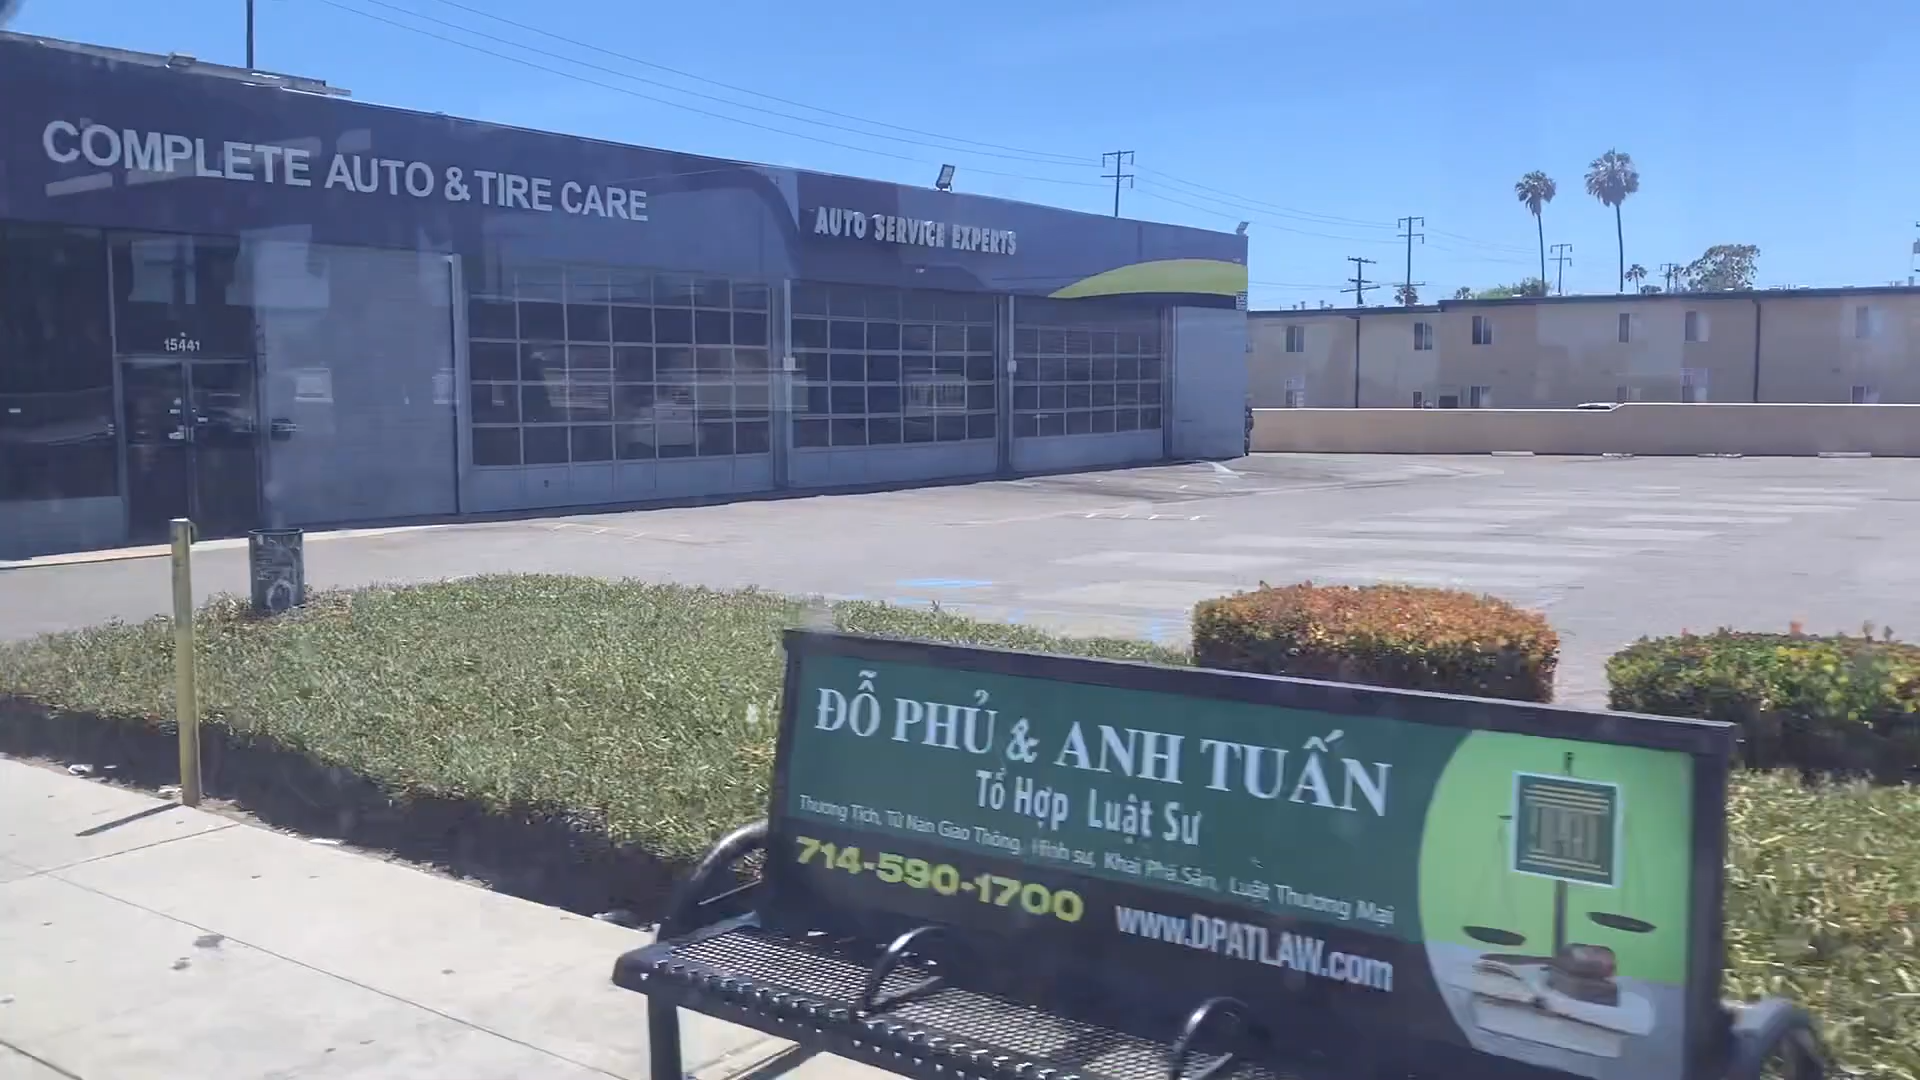 COMPLETE AUTO & TIRE CARE
AUTO SERVICE EXPERTS
15441
ĐỖ PHỦ & ANH TUẤN
Tổ Hợp Luật Sư
Thương Tích, Tử Nạn Giao Thông, Hình sự, Khai Phá Sản, Luật Thương Mại
714-590-1700
www.DPATLAW.com